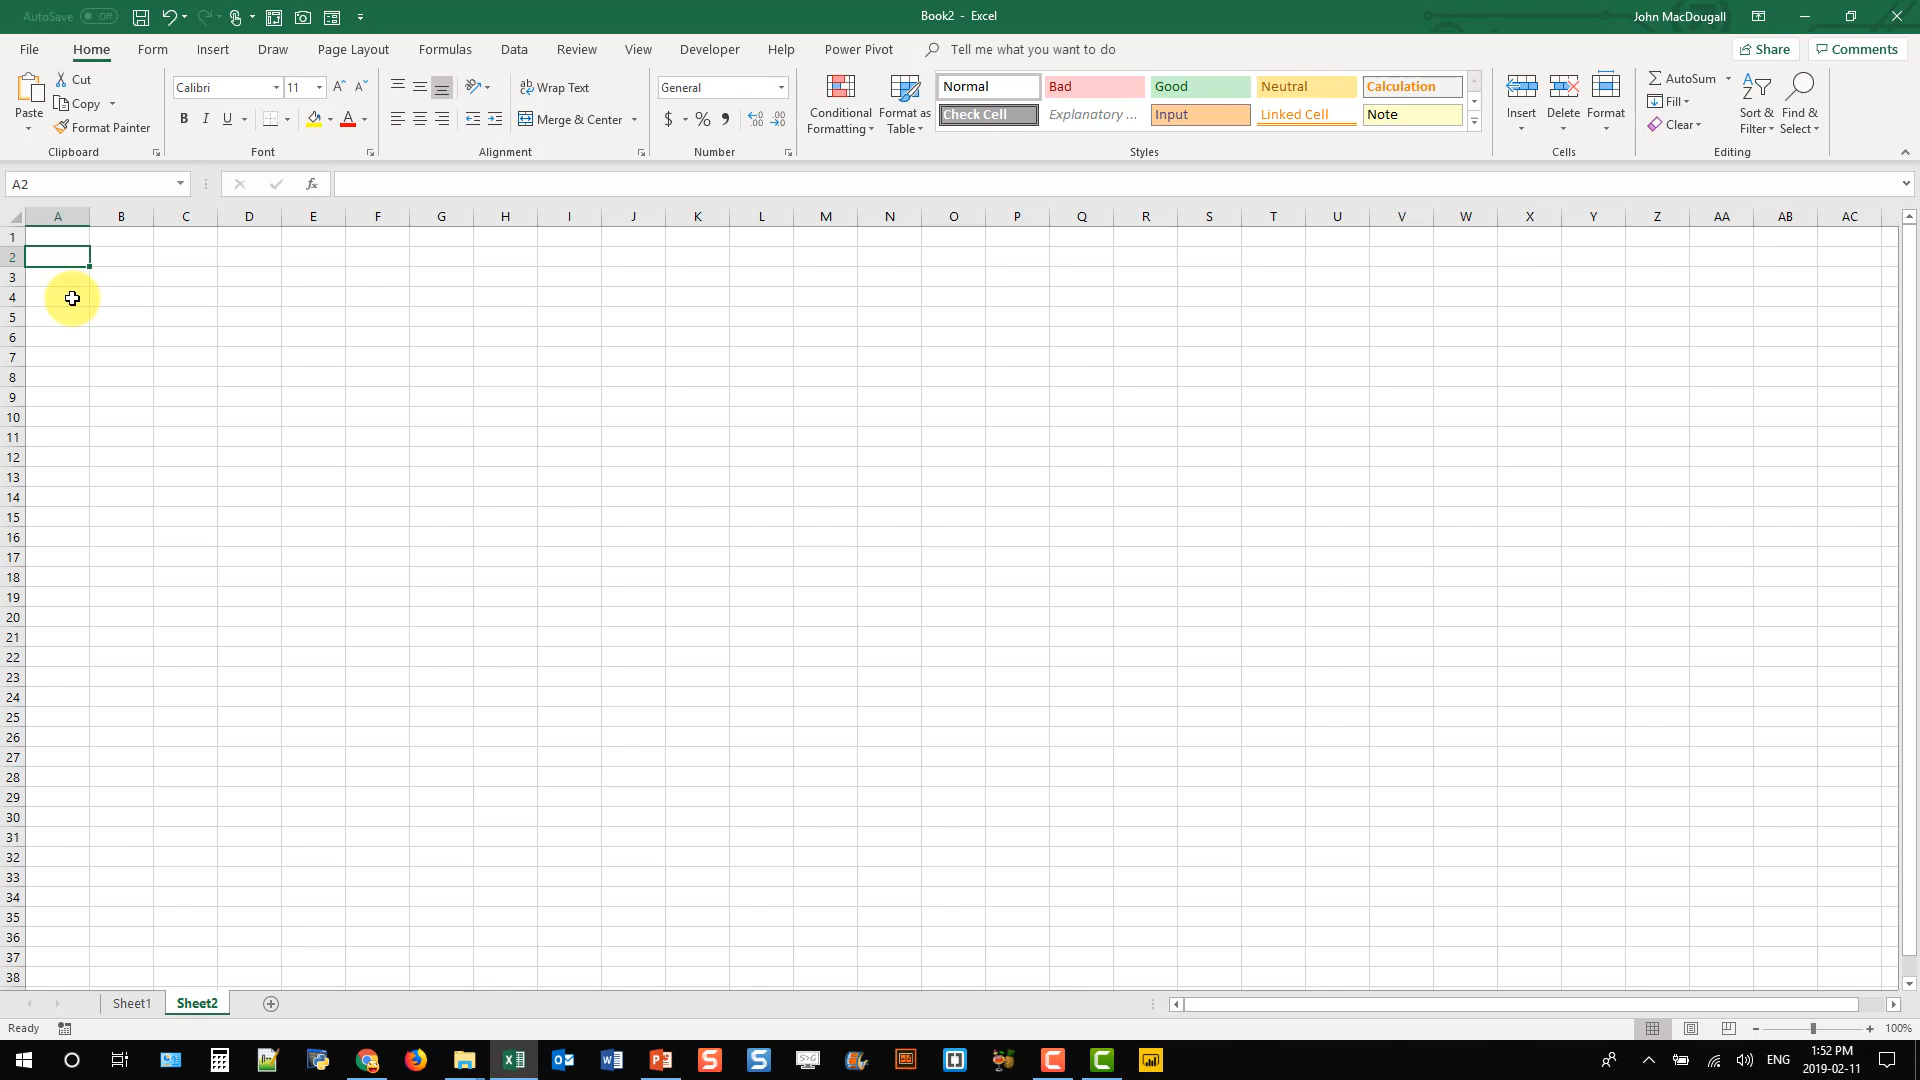 AutoSave Off
Book2 - Excel
John MacDougall
File Home Form Insert Draw Page Layout Formulas Data Review View Developer Help Power Pivot Tell me what you want to do Share Comments
Paste
Cut
Copy
Format Painter
Clipboard
Calibri 11
B I U
Font
Wrap Text
Merge & Center
Alignment
General
$ % ,
Number
Conditional
Formatting
Format as
Table
Normal Bad Good Neutral Calculation
Check Cell Explanatory ... Input Linked Cell Note
Styles
Insert Delete Format
Cells
AutoSum
Fill
Clear
Sort &
Filter
Find &
Select
Editing
A2 fx
A B C D E F G H I J K L M N O P Q R S T U V W X Y Z AA AB AC
1
2
3
4
5
6
7
8
9
10
11
12
13
14
15
16
17
18
19
20
21
22
23
24
25
26
27
28
29
30
31
32
33
34
35
36
37
38
Sheet1 Sheet2
Ready
100%
ENG
1:52 PM
2019-02-11